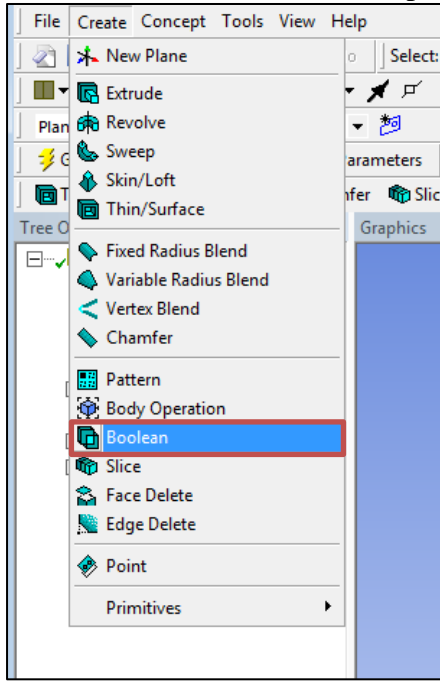 File Create Concept Tools View Help
New Plane
Select:
Extrude
Revolve
Plan
Sweep
arameters
Skin/Loft
Thin/Surface
nfer Slic
Tree O
Graphics
Fixed Radius Blend
Variable Radius Blend
Vertex Blend
Chamfer
Pattern
Body Operation
Boolean
Slice
Face Delete
Edge Delete
Point
Primitives